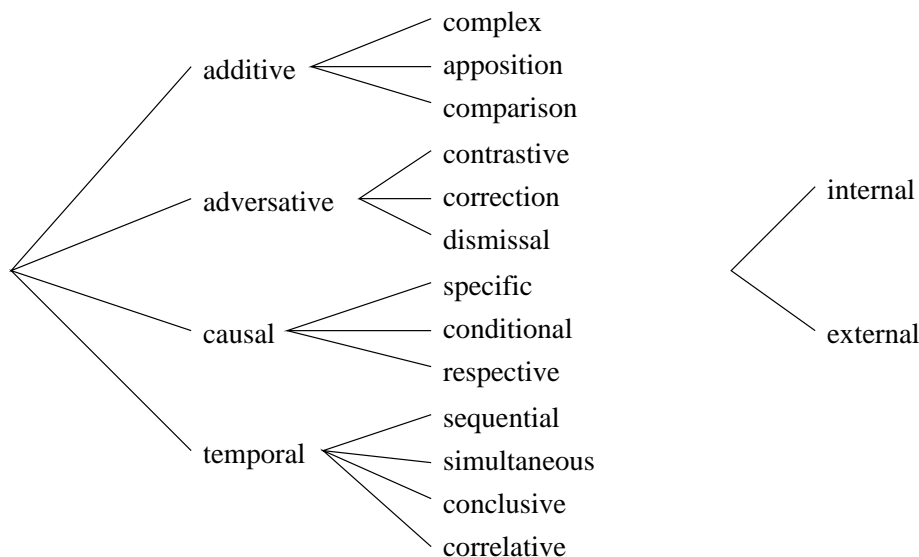 additive
complex
apposition
comparison
adversative
contrastive
correction
dismissal
causal
specific
conditional
respective
temporal
sequential
simultaneous
conclusive
correlative
internal
external